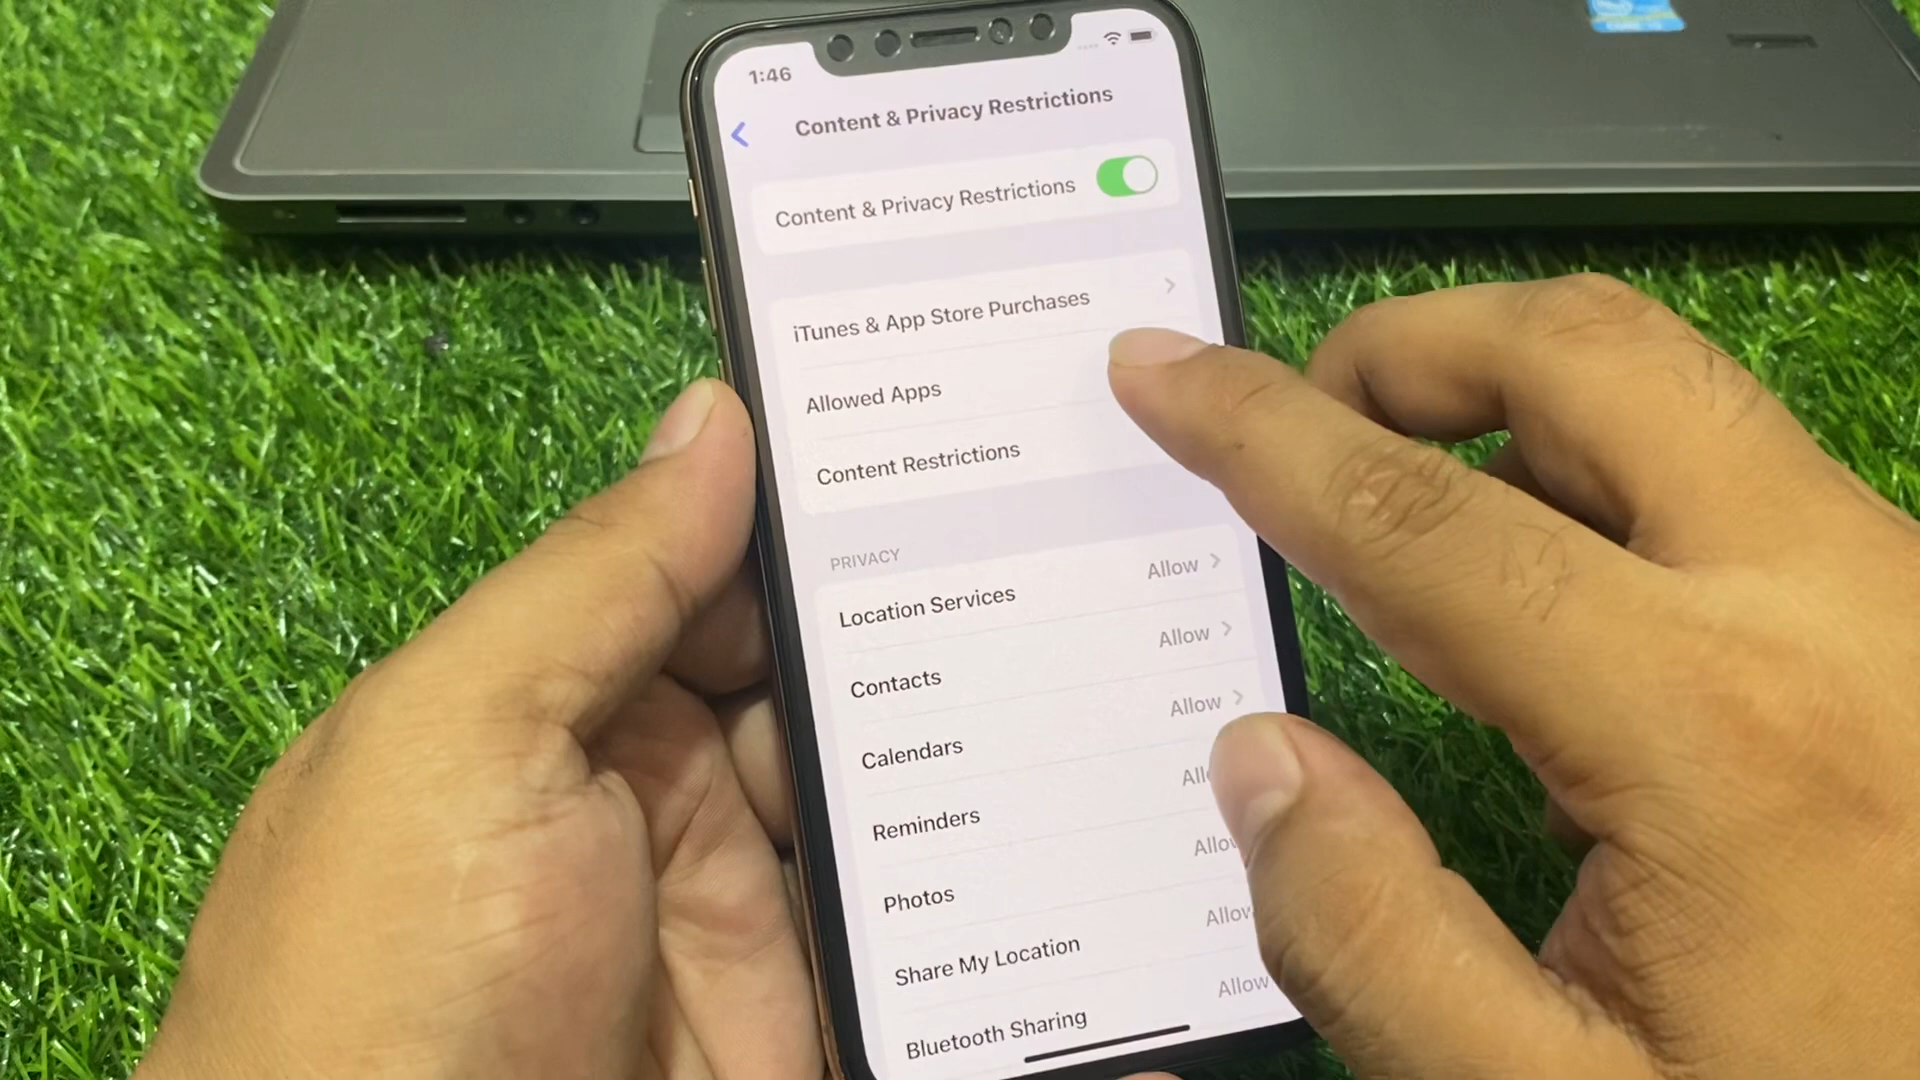 1:46
Content & Privacy Restrictions
Content & Privacy Restrictions
iTunes & App Store Purchases
Allowed Apps
Content Restrictions
PRIVACY
Location Services Allow
Contacts Allow
Calendars Allow
Reminders
Photos
Share My Location
Bluetooth Sharing Allow